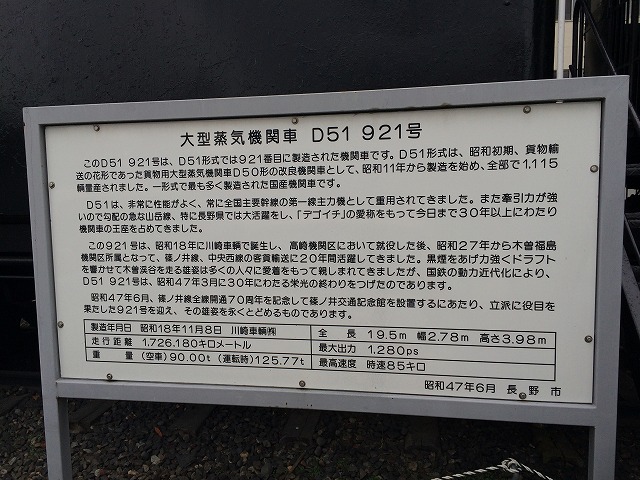 大型蒸気機関車 D51 921号
このD51 921号は、D51形式では921番目に製造された機関車です。D51形式は、昭和初期、貨物輸
送の花形であった貨物用大型蒸気機関車D50形の改良機関車として、昭和11年から製造を始め、全部で1,115
輌量産されました。一形式で最も多く製造された国産機関車です。
D51は、非常に性能がよく、常に全国主要幹線の第一線主力機として重用されてきました。また牽引力が強
いので勾配の急な山岳線、特に長野県では大活躍をし、「デゴイチ」の愛称をもって今日まで30年以上にわたり
機関車の王座を占めてきました。
この921号は、昭和18年に川崎車輌で誕生し、高崎機関区において就役した後、昭和27年から木曽福島
機関区所属となって、篠ノ井線、中央西線の客貨輸送に20年間活躍してきました。黒煙をあげ力強くドラフト
を響かせて木曽渓谷を走る雄姿は多くの人々に愛着をもって親しまれてきましたが、国鉄の動力近代化により、
D51 921号は、昭和47年3月に30年にわたる栄光の終わりをつげたのであります。
昭和47年6月、篠ノ井線全線開通70周年を記念して篠ノ井交通記念館を設置するにあたり、立派に役目を
果たした921号を迎え、その雄姿を永くとどめるものであります。
製造年月日 昭和18年11月8日 川崎車輌㈱ 全長 19.5m 幅2.78m 高さ3.98m
走行距離 1,726,180キロメートル 最大出力 1,280ps
重量 (空車) 90.00t (運転時) 125.77t 最高速度 時速85キロ
昭和47年6月 長野市